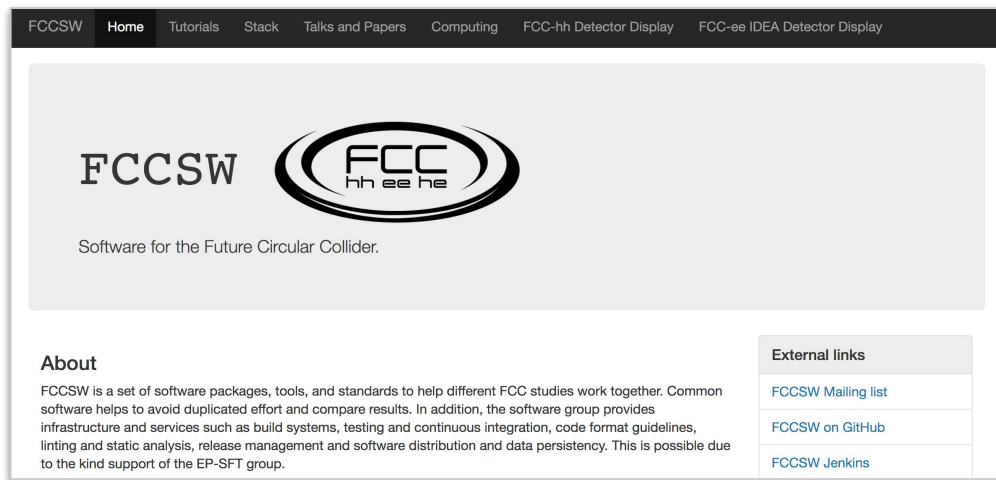 FCCSW Home Tutorials Stack Talks and Papers Computing FCC-hh Detector Display FCC-ee IDEA Detector Display
FCCSW
FCC
hh ee he
Software for the Future Circular Collider.
About
FCCSW is a set of software packages, tools, and standards to help different FCC studies work together. Common
software helps to avoid duplicated effort and compare results. In addition, the software group provides
infrastructure and services such as build systems, testing and continuous integration, code format guidelines,
linting and static analysis, release management and software distribution and data persistency. This is possible due
to the kind support of the EP-SFT group.
External links
FCCSW Mailing list
FCCSW on GitHub
FCCSW Jenkins